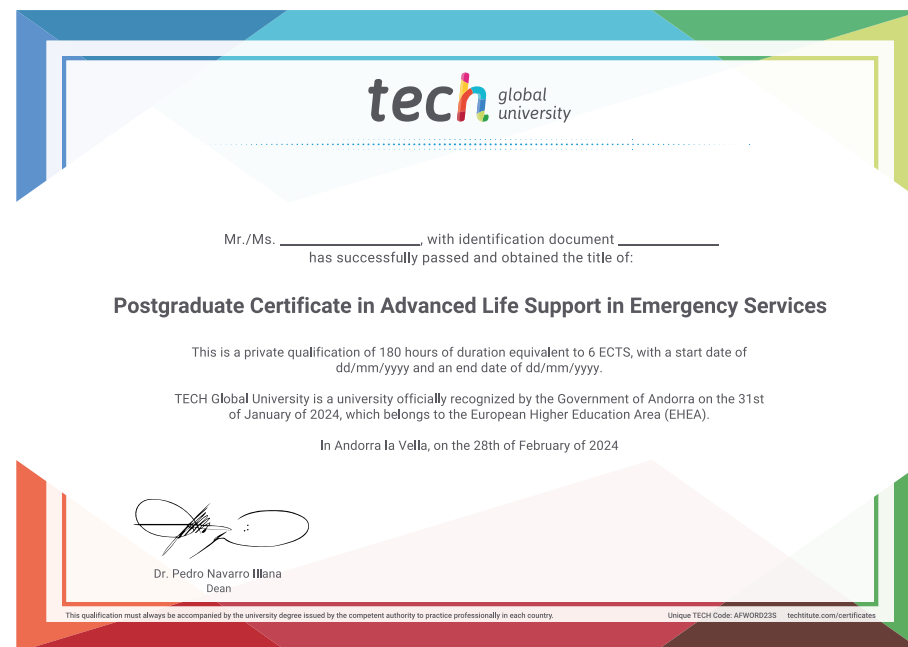 tech global
university
Mr./Ms. ____________________, with identification document ______________
has successfully passed and obtained the title of:
Postgraduate Certificate in Advanced Life Support in Emergency Services
This is a private qualification of 180 hours of duration equivalent to 6 ECTS, with a start date of
dd/mm/yyyy and an end date of dd/mm/yyyy.
TECH Global University is a university officially recognized by the Government of Andorra on the 31st
of January of 2024, which belongs to the European Higher Education Area (EHEA).
In Andorra la Vella, on the 28th of February of 2024
Dr. Pedro Navarro Illana
Dean
This qualification must always be accompanied by the university degree issued by the competent authority to practice professionally in each country.
Unique TECH Code: AFWORD23S techtitute.com/certificates